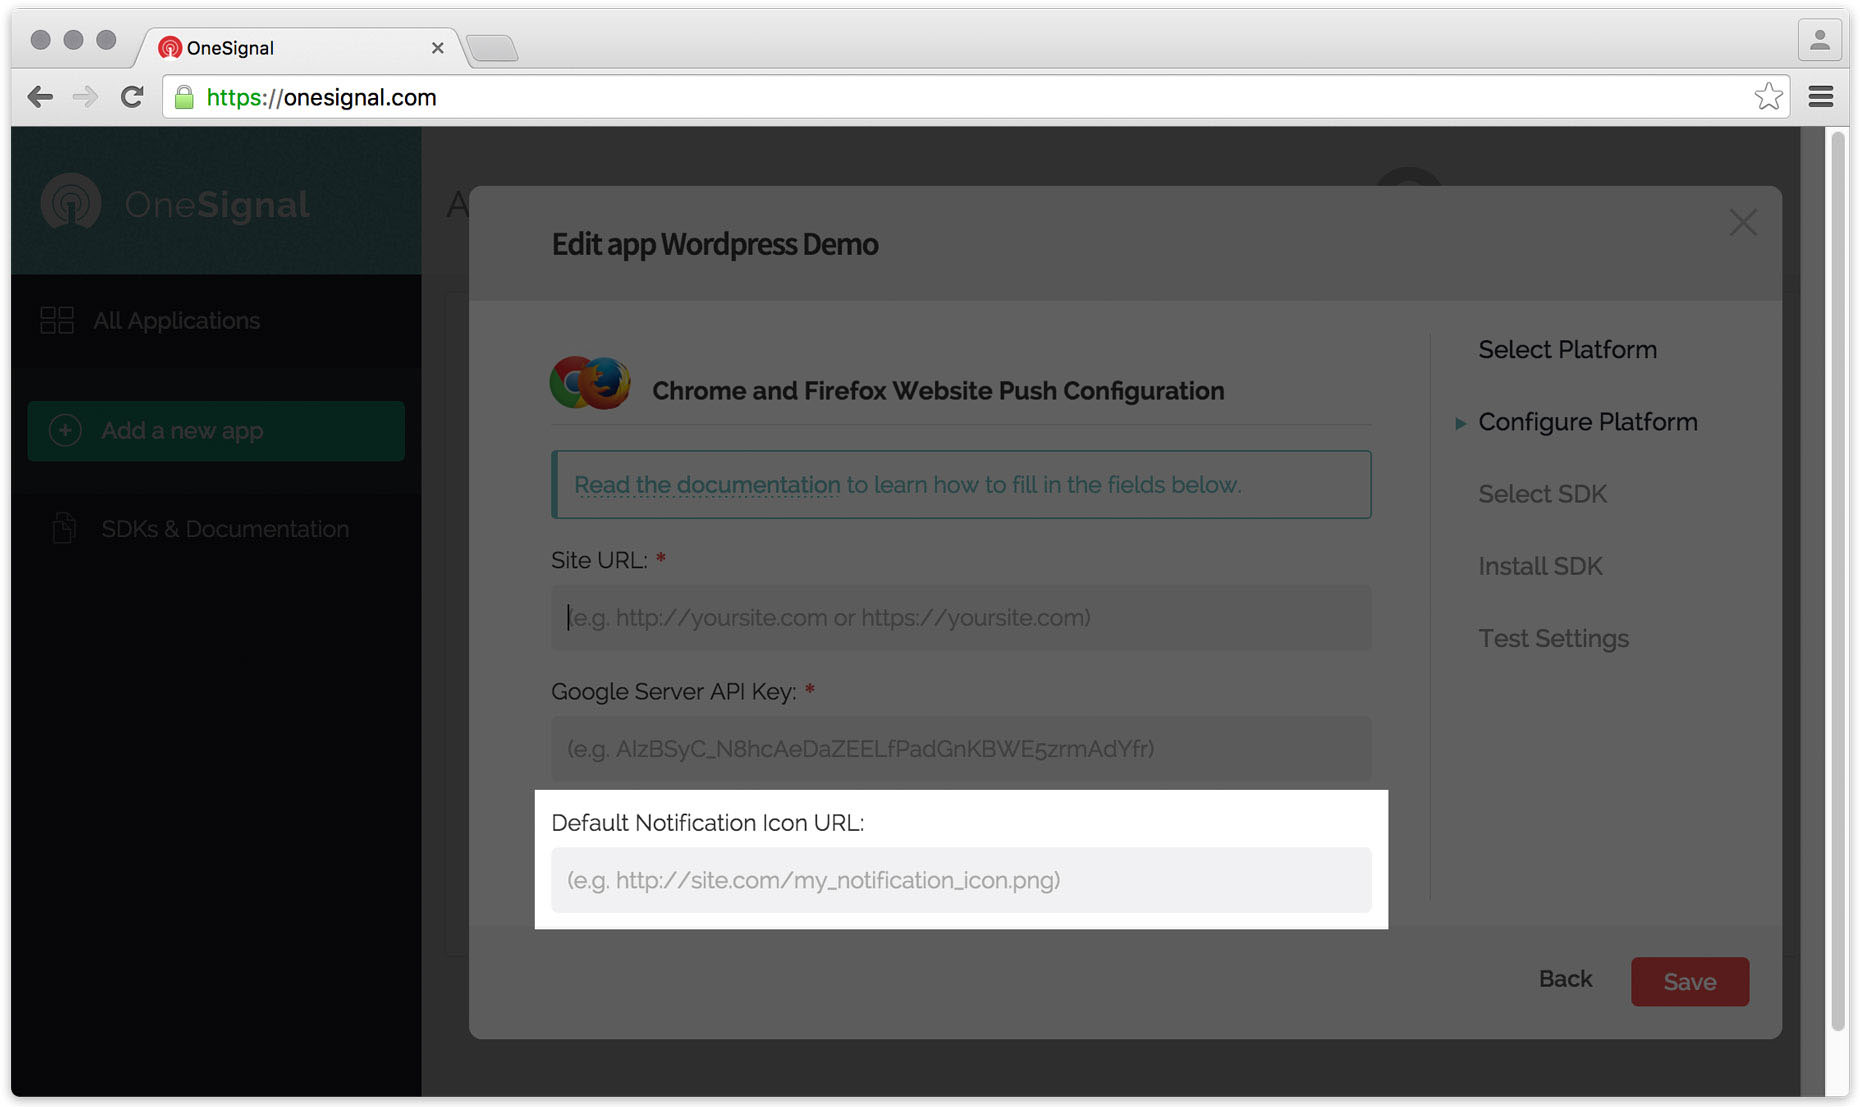 OneSignal
https://onesignal.com
OneSignal
All Applications
Add a new app
SDKs & Documentation
A
Edit app Wordpress Demo
Chrome and Firefox Website Push Configuration
Read the documentation to learn how to fill in the fields below.
Site URL: *
(e.g. http://yoursite.com or https://yoursite.com)
Google Server API Key: *
(e.g. AIzBSyC_N8hcAeDaZEELfPadGnKBWE5zrmAdYfr)
Default Notification Icon URL:
(e.g. http://site.com/my_notification_icon.png)
Select Platform
Configure Platform
Select SDK
Install SDK
Test Settings
Back
Save